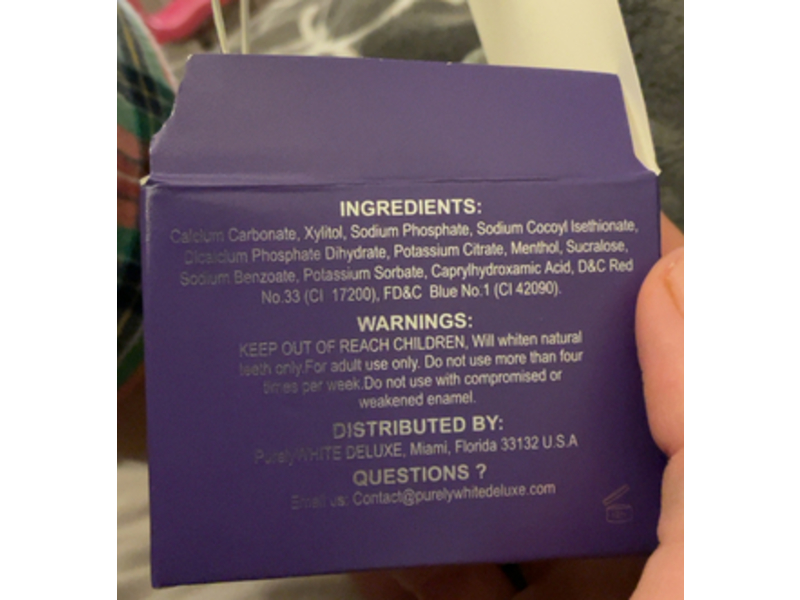 INGREDIENTS:
Calcium Carbonate, Xylitol, Sodium Phosphate, Sodium Cocoyl Isethionate,
Dicalcium Phosphate Dihydrate, Potassium Citrate, Menthol, Sucralose,
Sodium Benzoate, Potassium Sorbate, Caprylhydroxamic Acid, D&C Red
No.33 (CI 17200), FD&C Blue No.1 (CI 42090).
WARNINGS:
KEEP OUT OF REACH CHILDREN, Will whiten natural
teeth only.For adult use only. Do not use more than four
times per week.Do not use with compromised or
weakened enamel.
DISTRIBUTED BY:
PurelyWHITE DELUXE, Miami, Florida 33132 U.S.A
QUESTIONS ?
Email us: Contact@purelywhitedeluxe.com